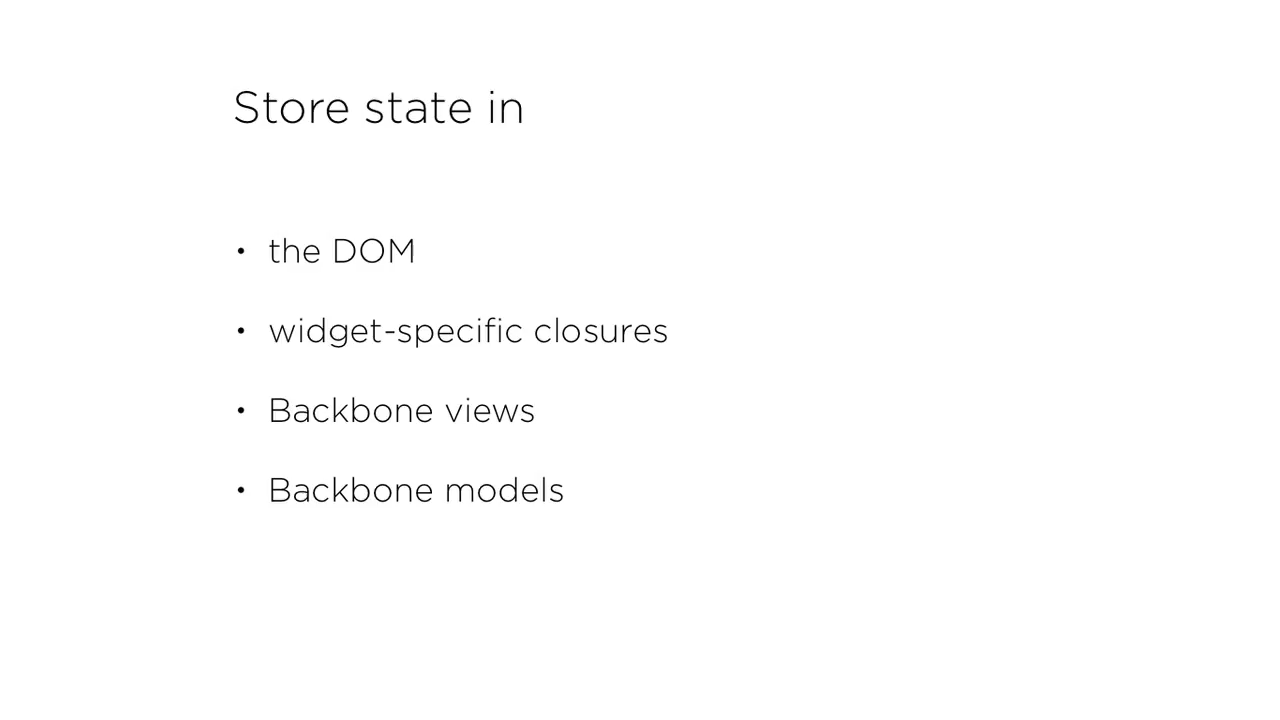 Store state in
• the DOM
• widget-specific closures
• Backbone views
• Backbone models